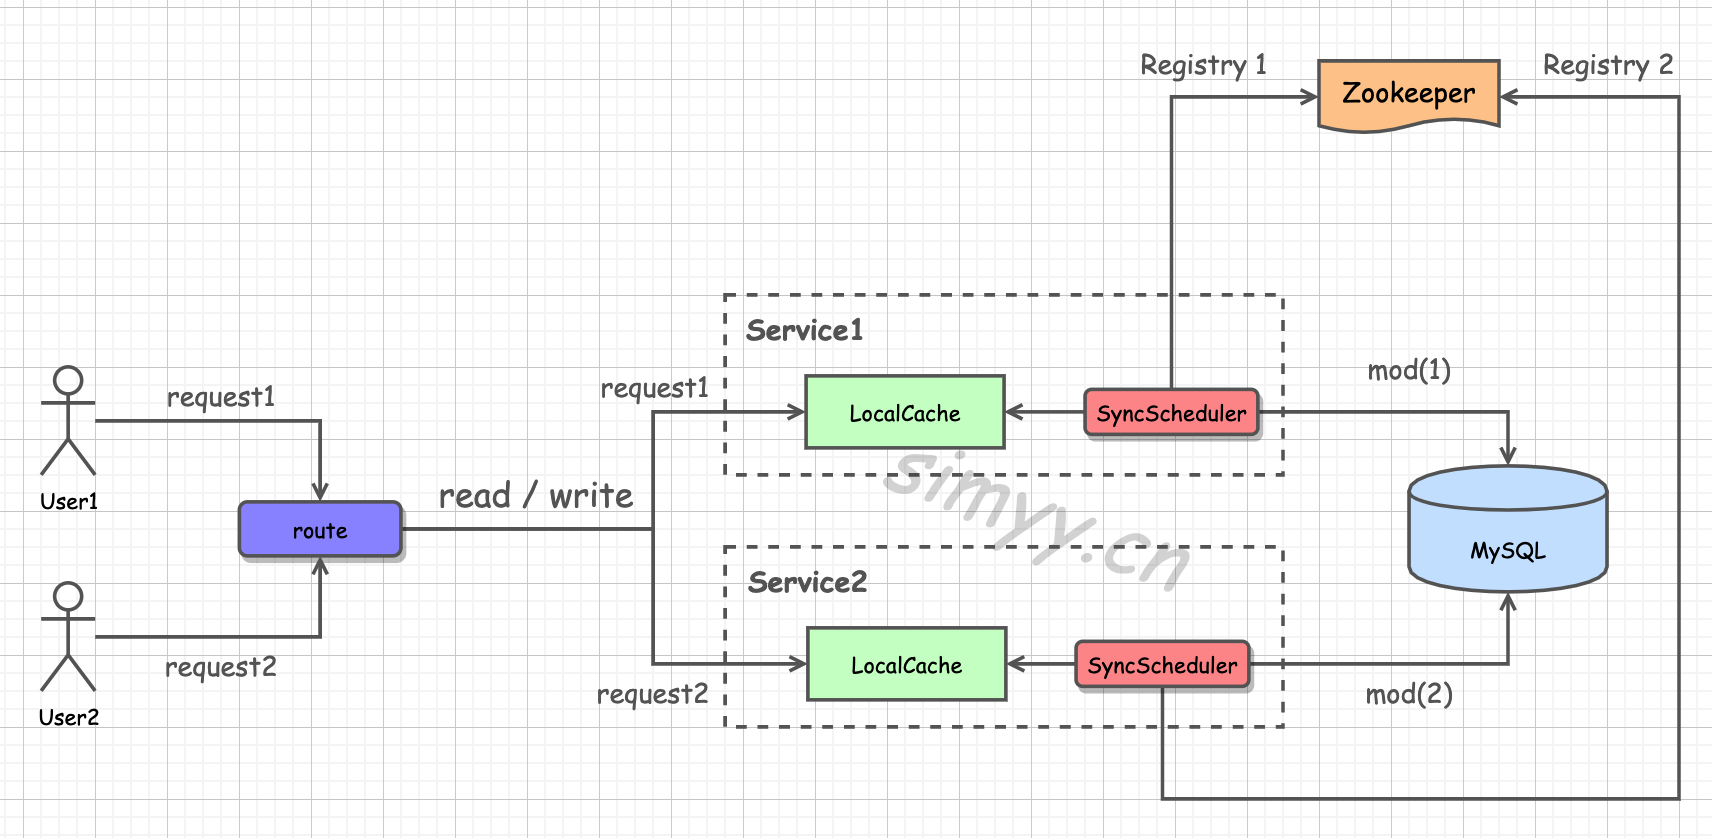 Registry 1
Zookeeper
Registry 2
Service1
mod(1)
request1
request1
LocalCache
SyncScheduler
simyy.cn
User1
read / write
route
MySQL
Service2
request2
LocalCache
SyncScheduler
request2
mod(2)
User2